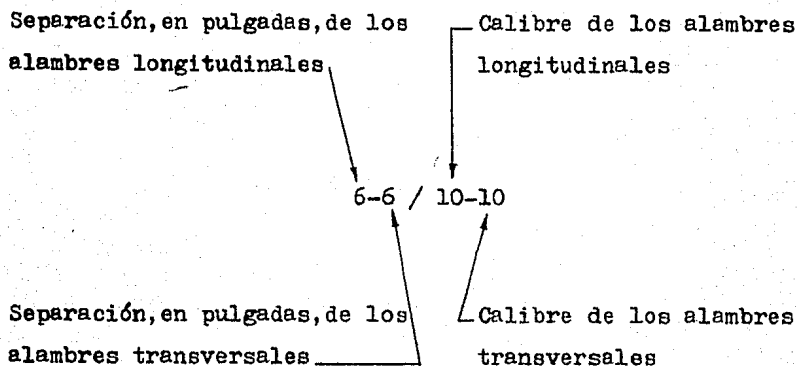 Separación, en pulgadas, de los
alambres longitudinales
Calibre de los alambres
longitudinales
6-6 / 10-10
Separación, en pulgadas, de los
alambres transversales
Calibre de los alambres
transversales